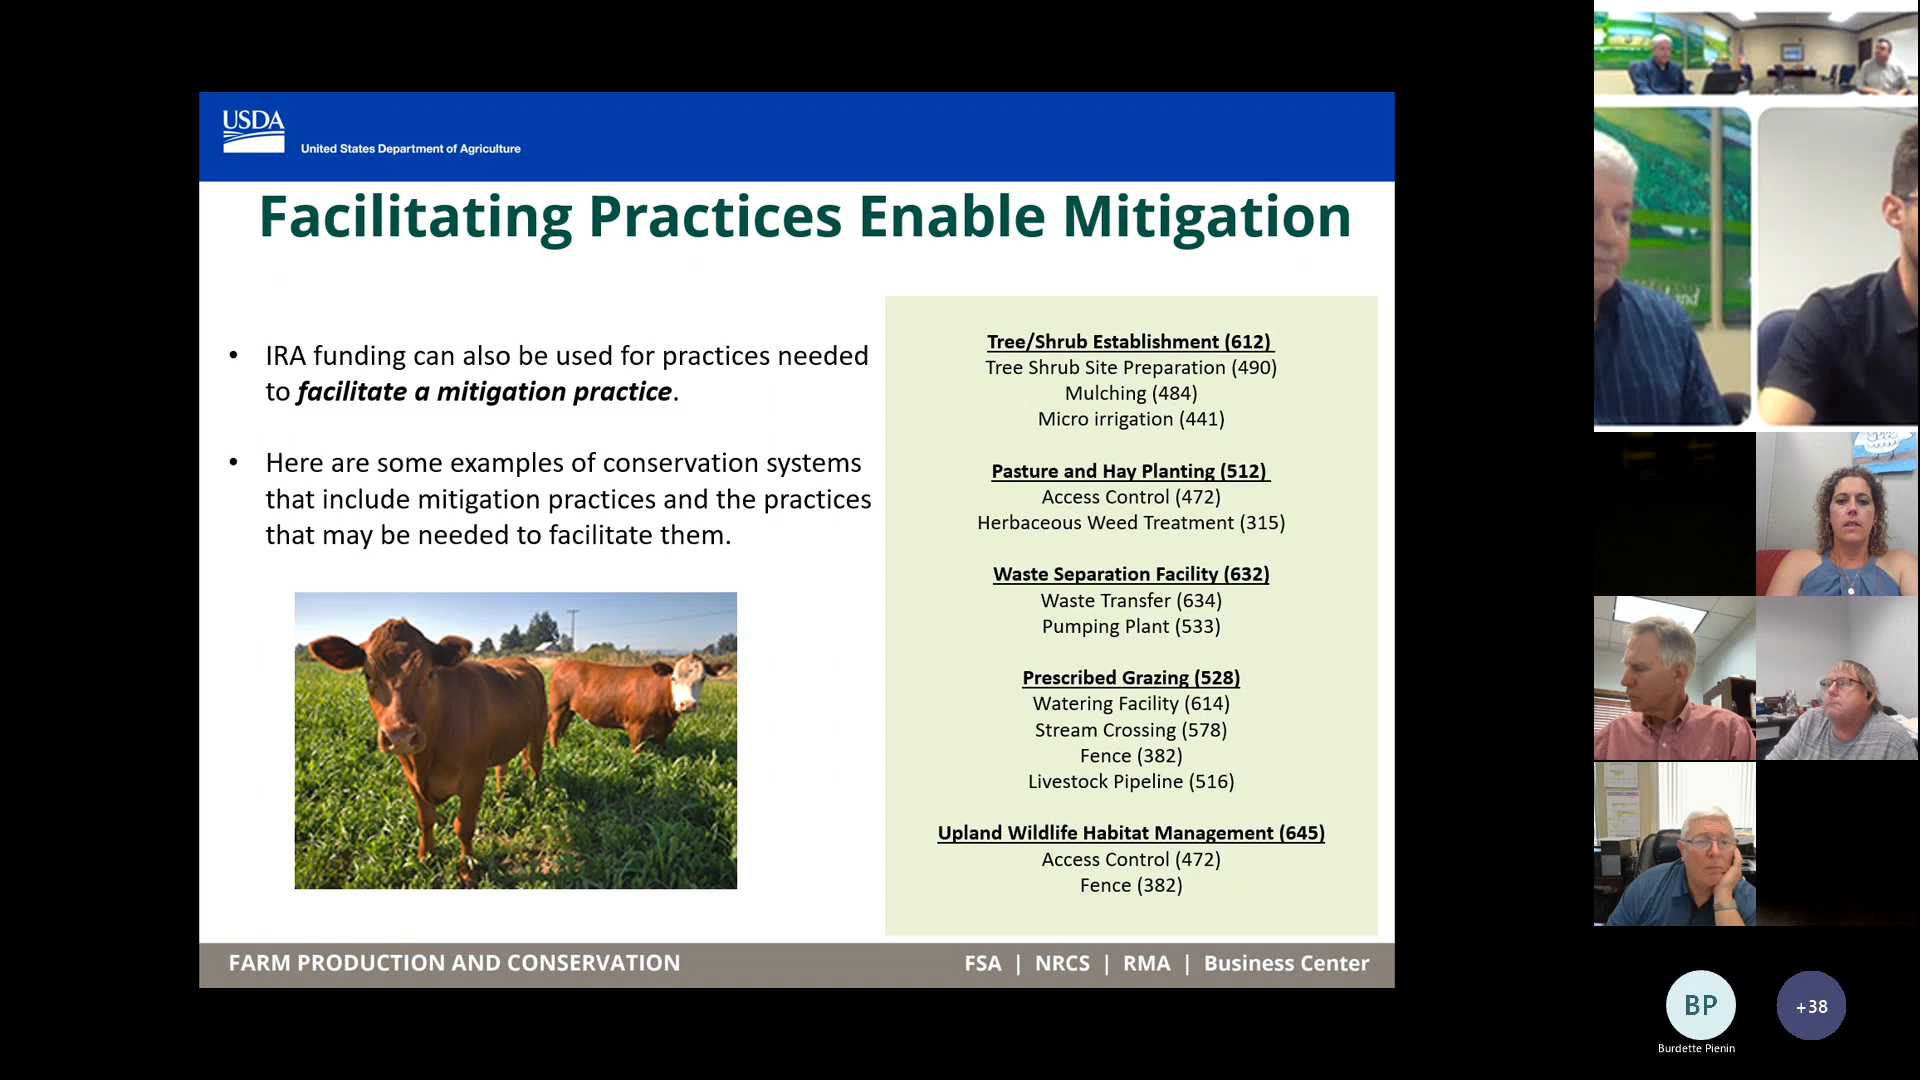 USDA
United States Department of Agriculture
Facilitating Practices Enable Mitigation
• IRA funding can also be used for practices needed
to facilitate a mitigation practice.
• Here are some examples of conservation systems
that include mitigation practices and the practices
that may be needed to facilitate them.
Tree/Shrub Establishment (612)
Tree Shrub Site Preparation (490)
Mulching (484)
Micro irrigation (441)
Pasture and Hay Planting (512)
Access Control (472)
Herbaceous Weed Treatment (315)
Waste Separation Facility (632)
Waste Transfer (634)
Pumping Plant (533)
Prescribed Grazing (528)
Watering Facility (614)
Stream Crossing (578)
Fence (382)
Livestock Pipeline (516)
Upland Wildlife Habitat Management (645)
Access Control (472)
Fence (382)
FARM PRODUCTION AND CONSERVATION
FSA | NRCS | RMA | Business Center
BP
+38
Burdette Pienin